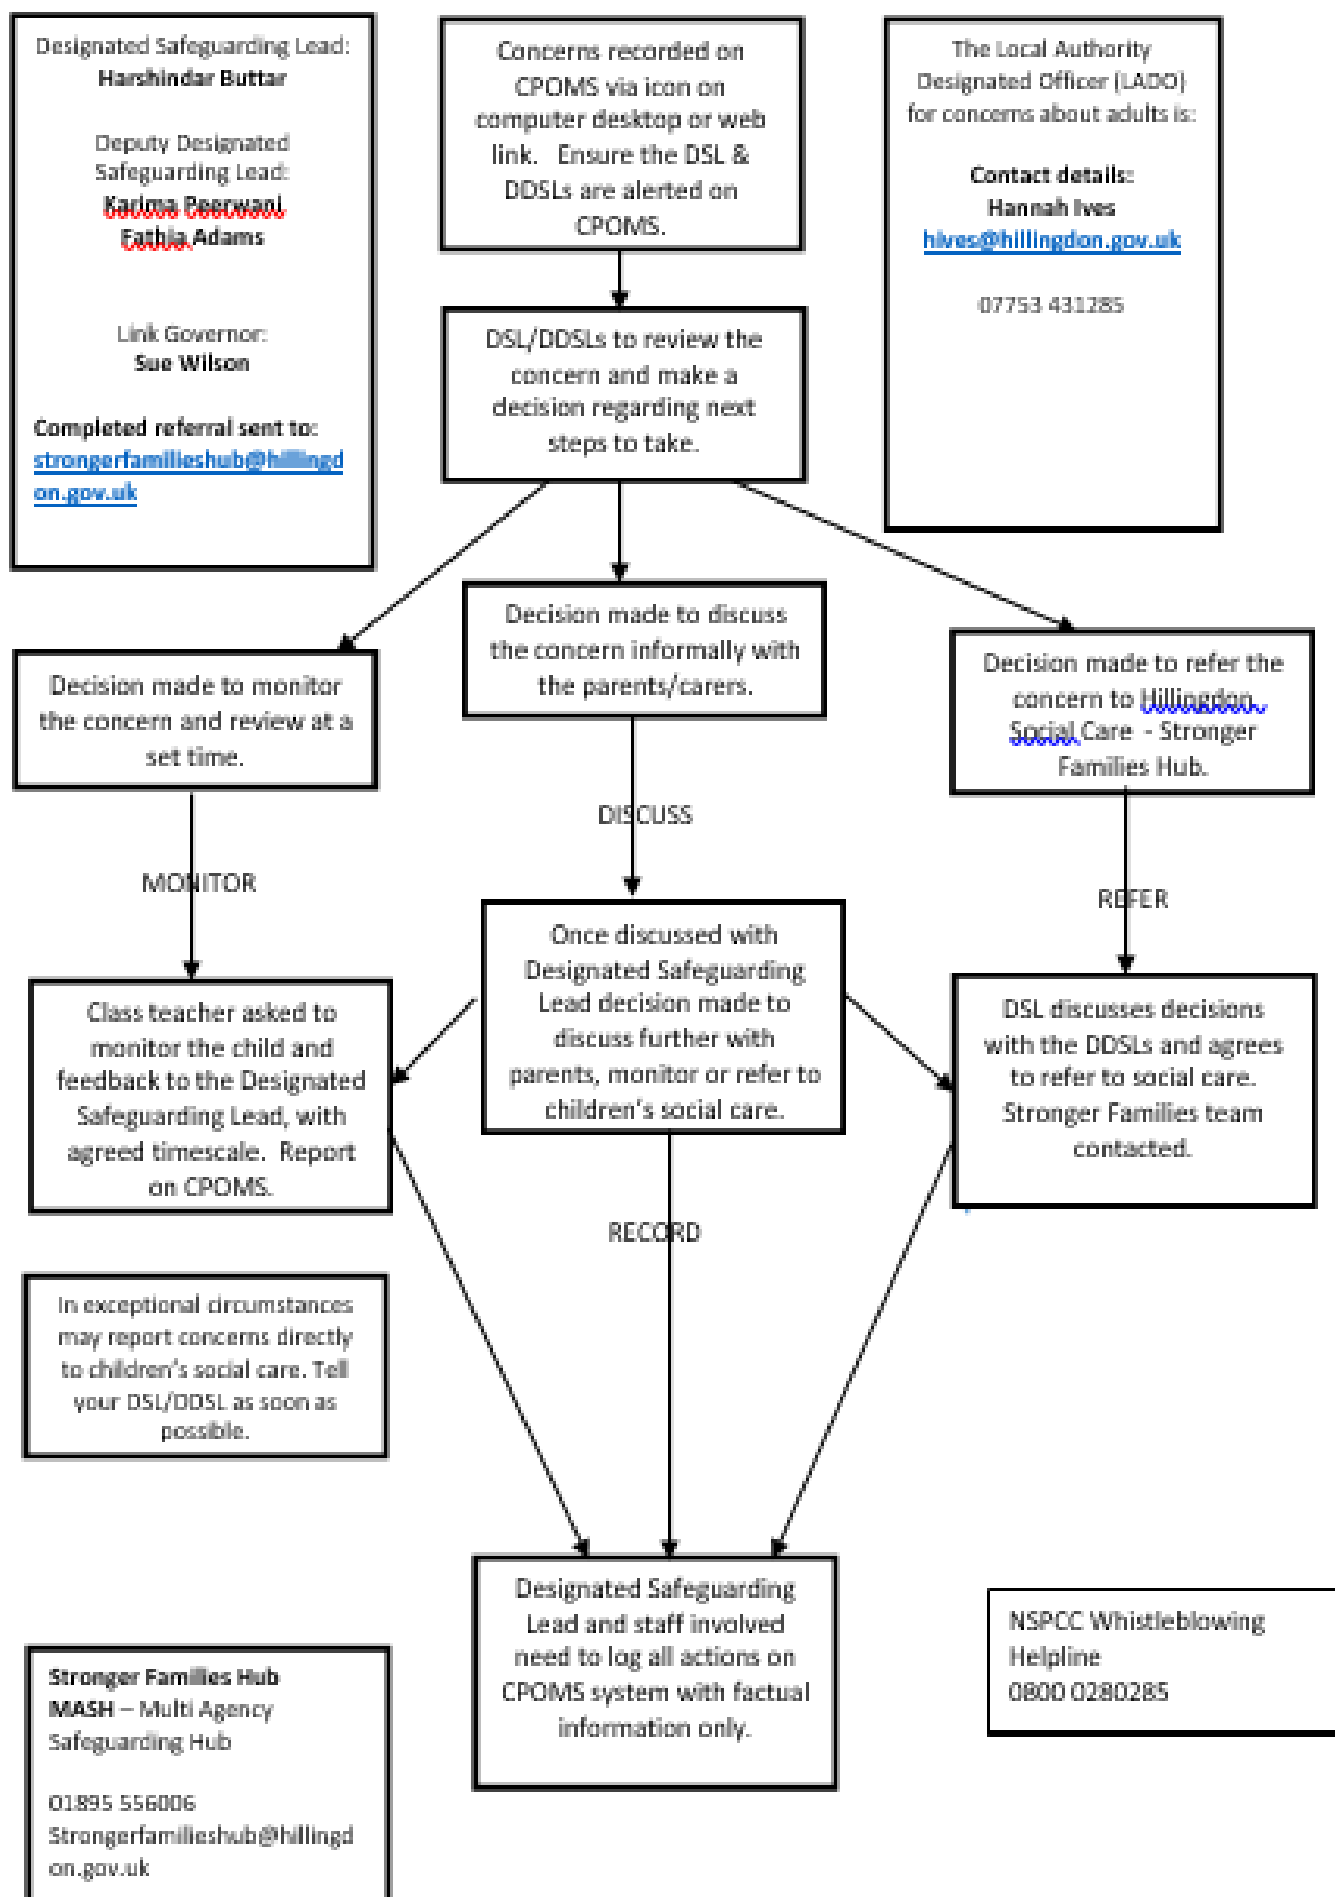 Designated Safeguarding Lead:
Harshindar Buttar
Deputy Designated
Safeguarding Lead:
Karima Peerwani
Fathia Adams
Link Governor:
Sue Wilson
Completed referral sent to:
strongerfamilieshub@hillingd
on.gov.uk
Concerns recorded on
CPOMS via icon on
computer desktop or web
link. Ensure the DSL &
DDSLs are alerted on
CPOMS.
The Local Authority
Designated Officer (LADO)
for concerns about adults is:
Contact details:
Hannah Ives
hives@hillingdon.gov.uk
07753 431285
DSL/DDSLs to review the
concern and make a
decision regarding next
steps to take.
Decision made to monitor
the concern and review at a
set time.
Decision made to discuss
the concern informally with
the parents/carers.
Decision made to refer the
concern to Hillingdon
Social Care - Stronger
Families Hub.
MONITOR
DISCUSS
REFER
Class teacher asked to
monitor the child and
feedback to the Designated
Safeguarding Lead, with
agreed timescale. Report
on CPOMS.
Once discussed with
Designated Safeguarding
Lead decision made to
discuss further with
parents, monitor or refer to
children's social care.
DSL discusses decisions
with the DDSLs and agrees
to refer to social care.
Stronger Families team
contacted.
RECORD
In exceptional circumstances
may report concerns directly
to children's social care. Tell
your DSL/DDSL as soon as
possible.
Designated Safeguarding
Lead and staff involved
need to log all actions on
CPOMS system with factual
information only.
Stronger Families Hub
MASH – Multi Agency
Safeguarding Hub
01895 556006
Strongerfamilieshub@hillingd
on.gov.uk
NSPCC Whistleblowing
Helpline
0800 0280285